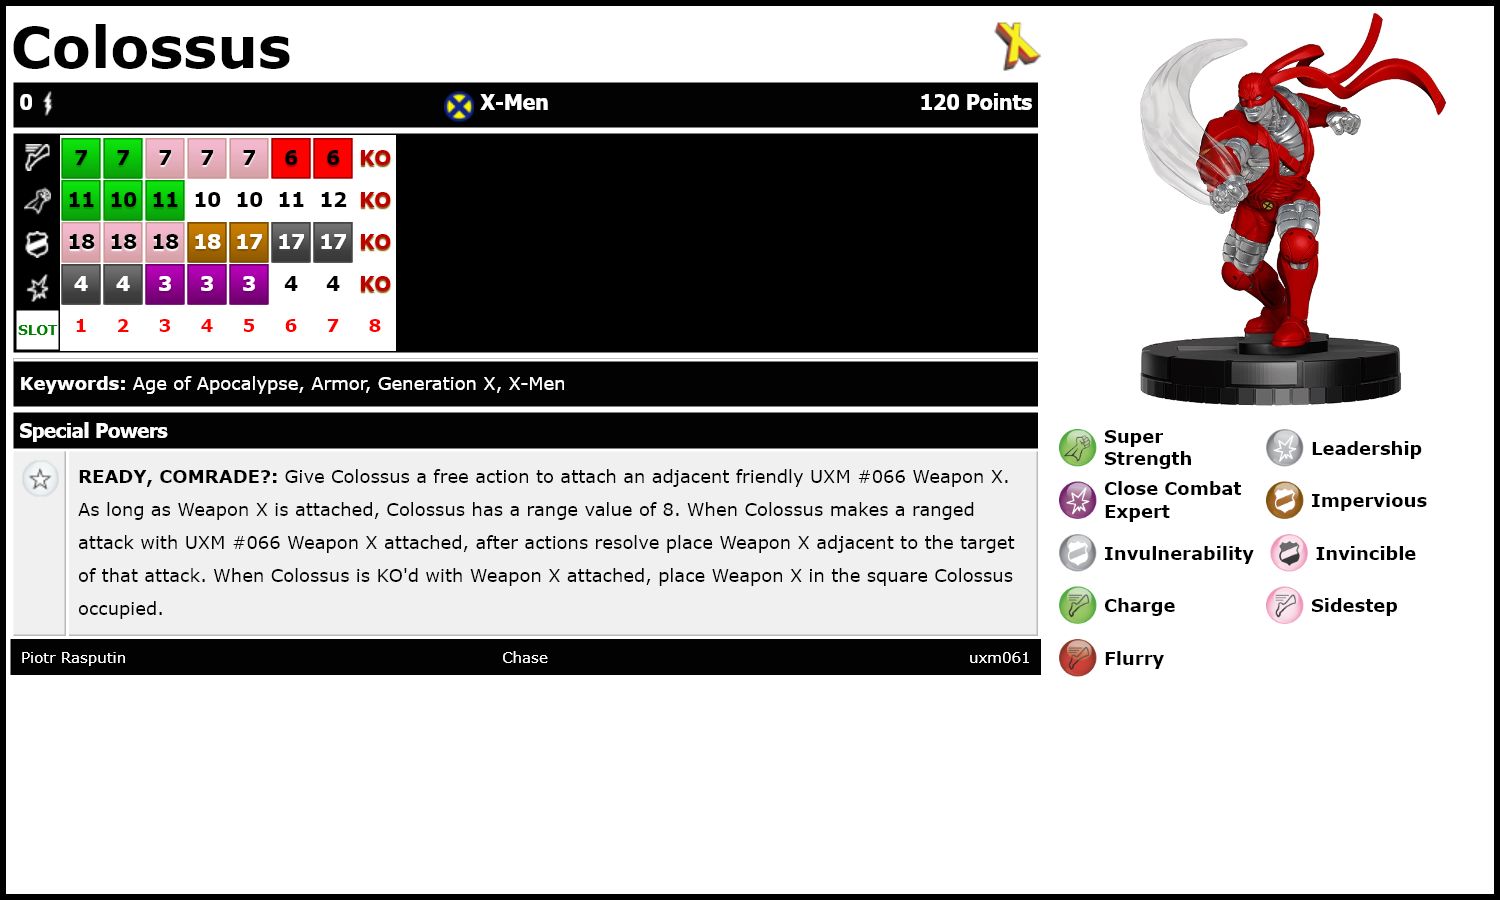 Colossus
0 X-Men 120 Points
7 7 7 7 7 6 6 KO
11 10 11 10 10 11 12 KO
18 18 18 18 17 17 17 KO
4 4 3 3 3 4 4 KO
SLOT 1 2 3 4 5 6 7 8
Keywords: Age of Apocalypse, Armor, Generation X, X-Men
Special Powers
READY, COMRADE?: Give Colossus a free action to attach an adjacent friendly UXM #066 Weapon X.
As long as Weapon X is attached, Colossus has a range value of 8. When Colossus makes a ranged
attack with UXM #066 Weapon X attached, after actions resolve place Weapon X adjacent to the target
of that attack. When Colossus is KO'd with Weapon X attached, place Weapon X in the square Colossus
occupied.
Piotr Rasputin Chase uxm061
Super
Strength
Leadership
Close Combat
Expert
Impervious
Invulnerability
Invincible
Charge
Sidestep
Flurry